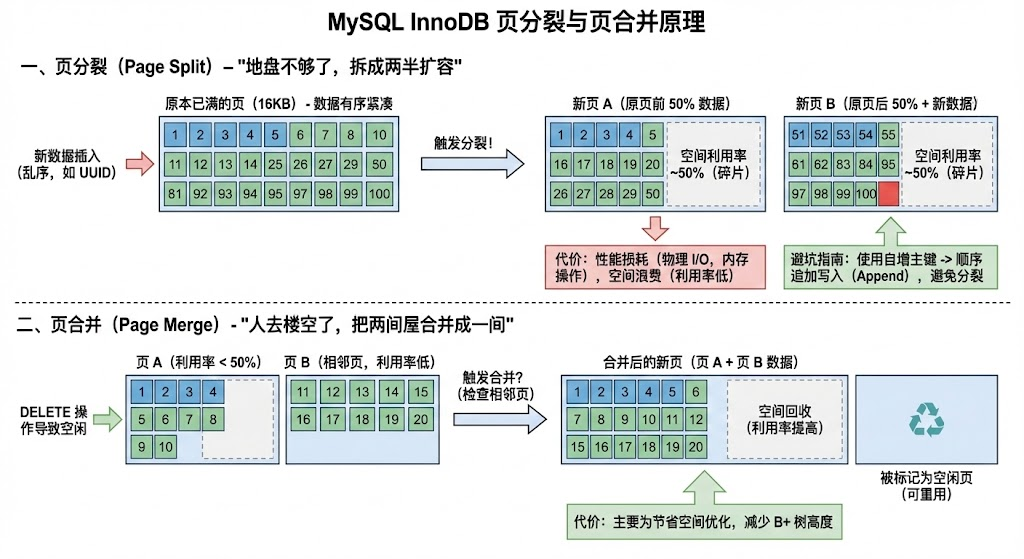 MySQL InnoDB 页分裂与页合并原理
一、页分裂（Page Split）– "地盘不够了，拆成两半扩容"
原本已满的页（16KB）- 数据有序紧凑
新数据插入
（乱序，如 UUID）
1 2 3 4 5 6 7 8 10
11 12 13 14 25 26 27 29 50
81 92 93 94 95 97 98 99 100
触发分裂！
新页 A（原页前 50% 数据）
1 2 3 4 5
16 17 18 19 20
26 27 28 29 50
空间利用率
~50%（碎片）
新页 B（原页后 50% + 新数据）
51 52 53 54 55
61 62 83 84 95
97 98 99 100
空间利用率
~50%（碎片）
代价：性能损耗（物理 I/O，内存
操作），空间浪费（利用率低）
避坑指南：使用自增主键 -> 顺序
追加写入（Append），避免分裂
二、页合并（Page Merge）- "人去楼空了，把两间屋合并成一间"
页 A（利用率 < 50%）
DELETE 操
作导致空闲
1 2 3 4
5 6 7 8
9 10
页 B（相邻页，利用率低）
11 12 13 14 15
16 17 18 19 20
触发合并？
（检查相邻页）
合并后的新页（页 A + 页 B 数据）
1 2 3 4 5 6
7 8 9 10 11 12
15 16 17 18 19 20
空间回收
（利用率提高）
被标记为空闲页
（可重用）
代价：主要为节省空间优化，减少 B+ 树高度